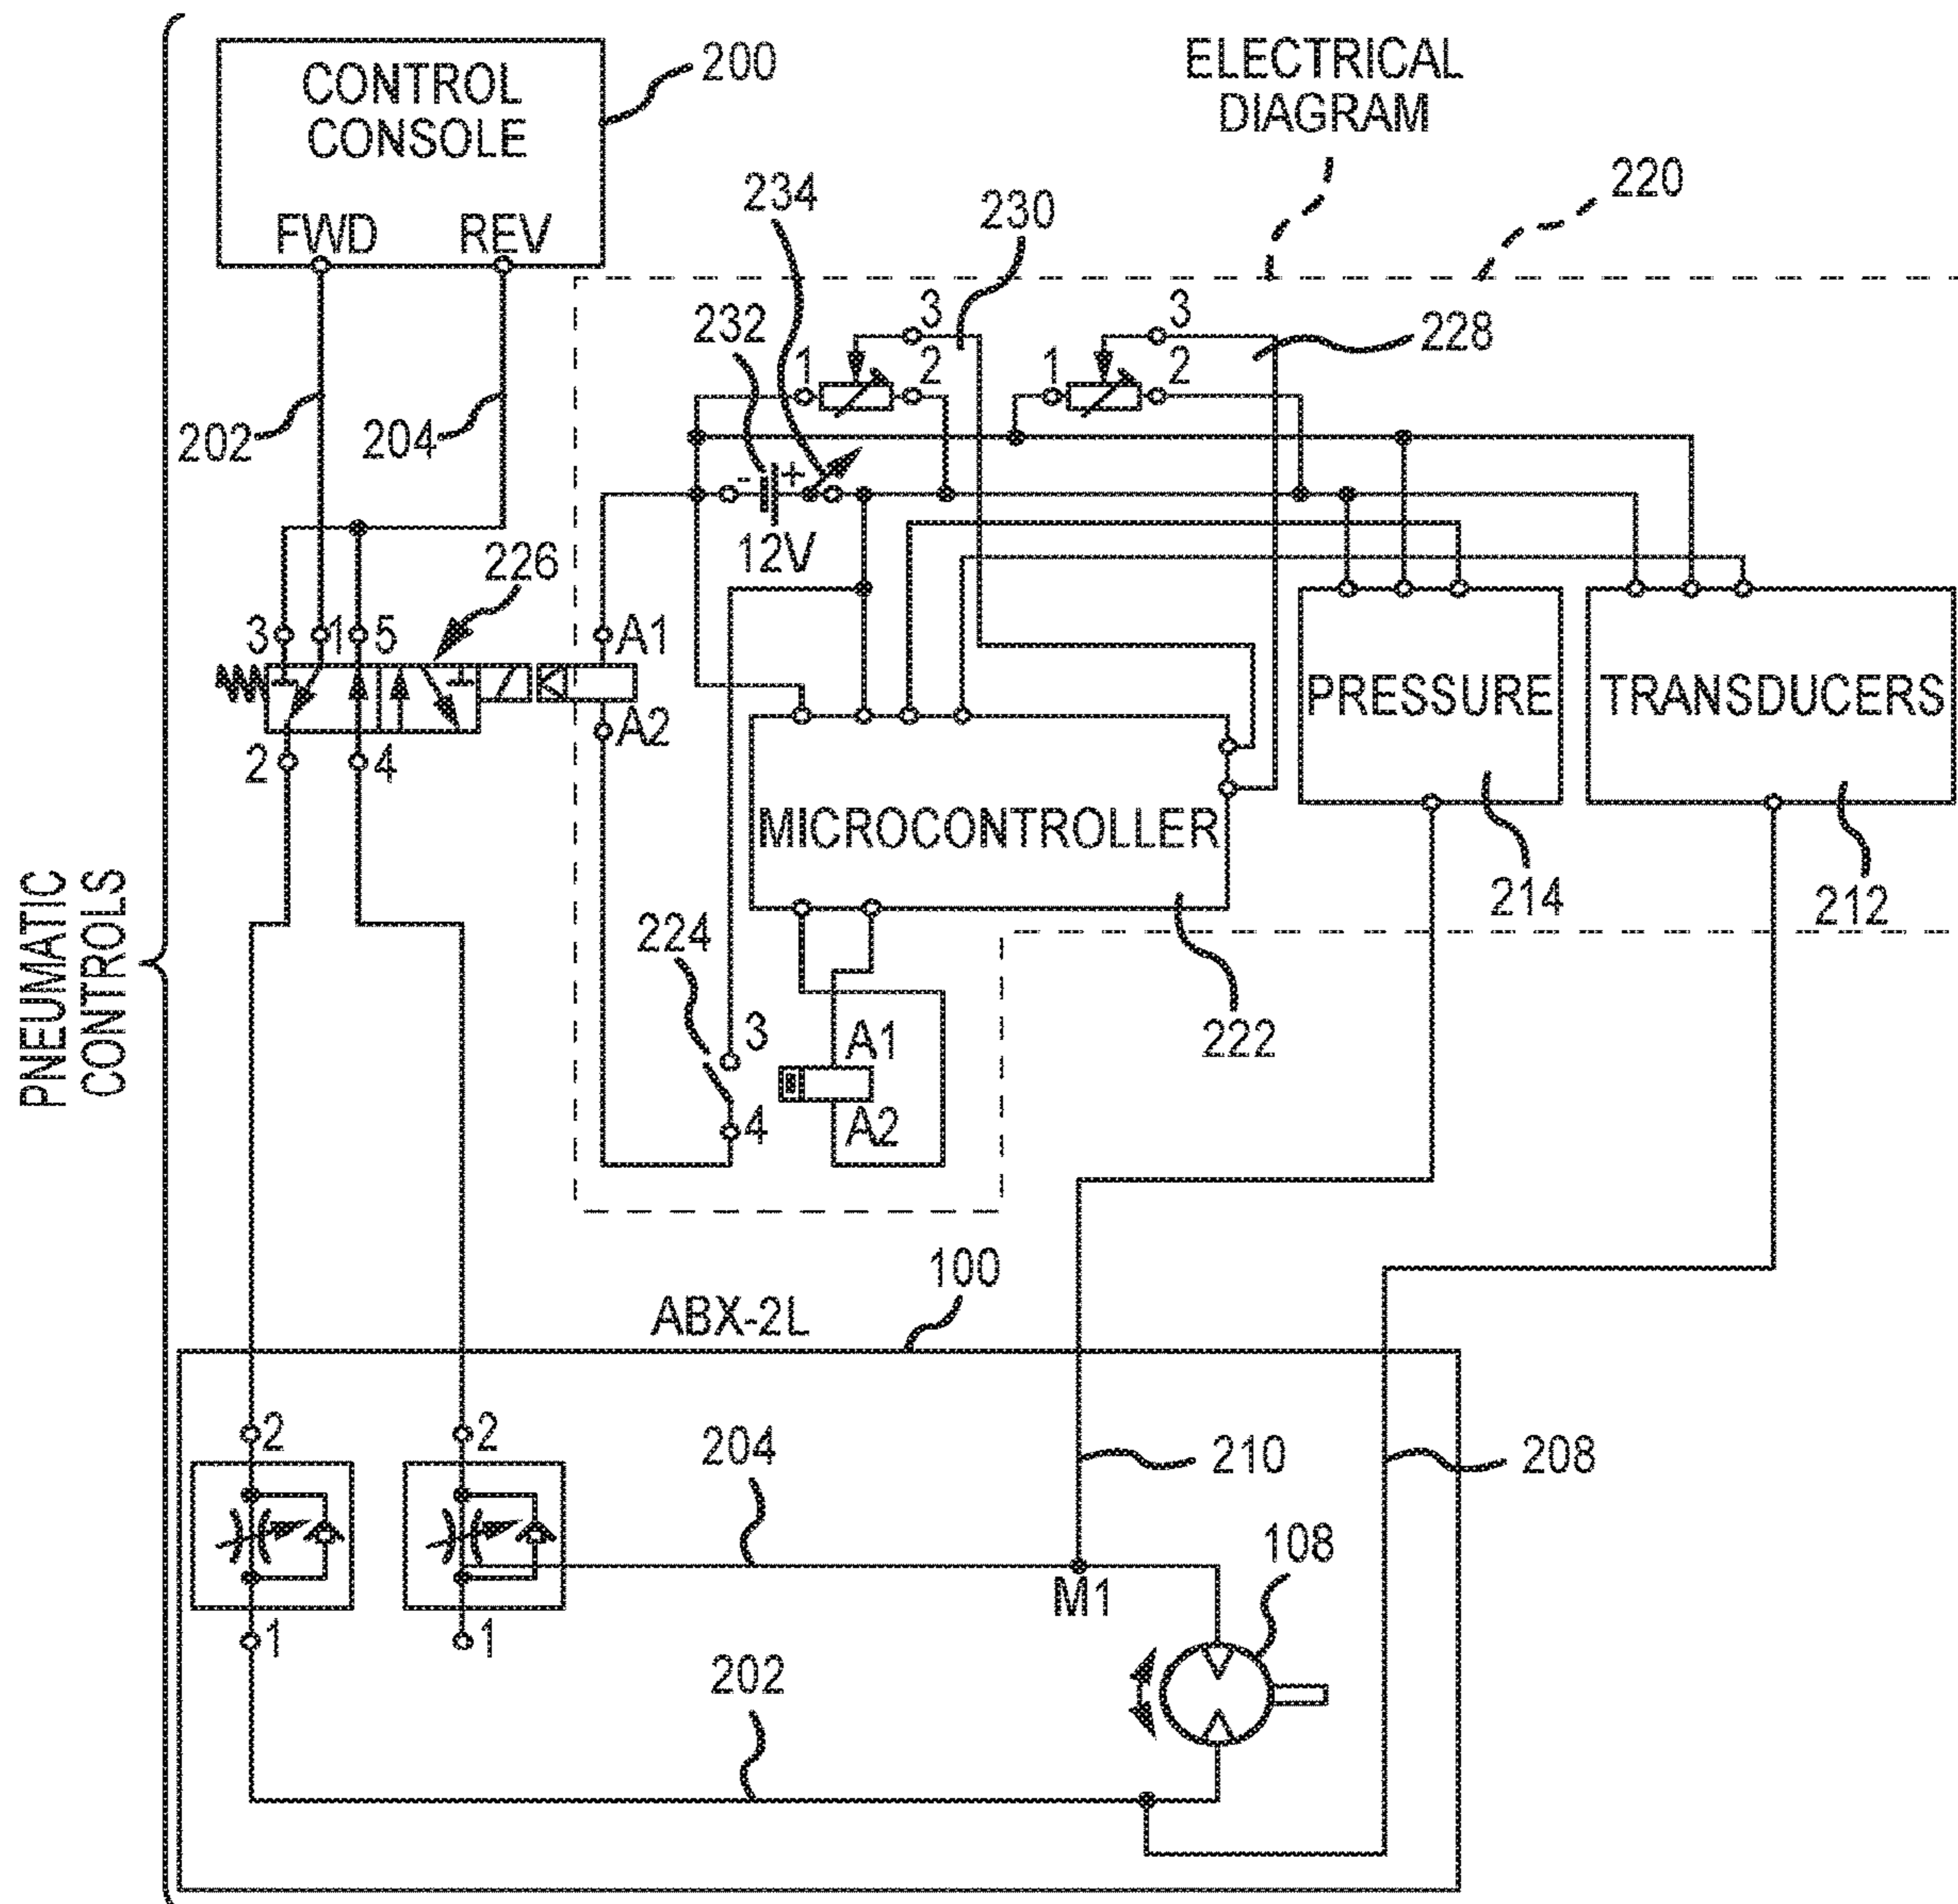 CONTROL
CONSOLE
FWD REV
200
ELECTRICAL
DIAGRAM
220
234
230
232
228
3
1
2
3
1
2
- +
12V
202
204
226
3 1 5
2 4
A1
A2
MICROCONTROLLER
PRESSURE
TRANSDUCERS
214
212
222
224
3
4
A1
A2
PNEUMATIC
CONTROLS
ABX-2L
100
2
1
2
1
204
210
208
M1
108
202